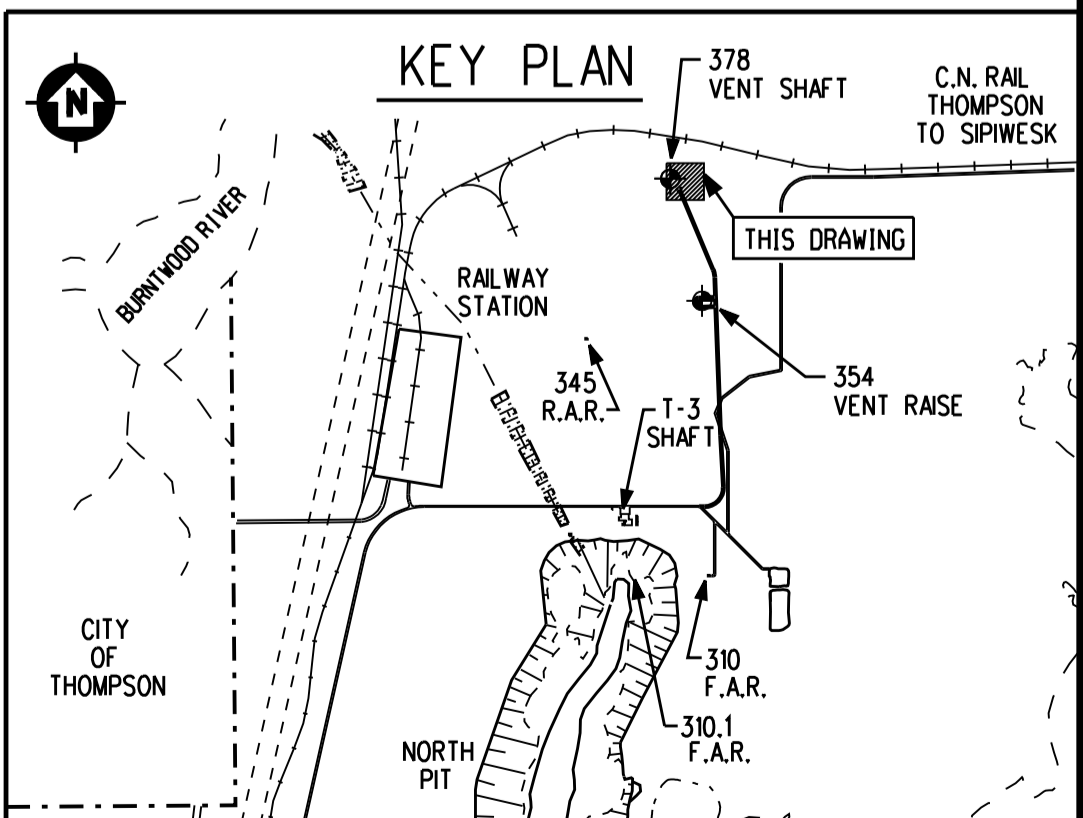 KEY PLAN
N
378
VENT SHAFT
C.N. RAIL
THOMPSON
TO SIPIWESK
BURNTWOOD RIVER
THIS DRAWING
RAILWAY
STATION
345
R.A.R.
T-3
SHAFT
354
VENT RAISE
CITY
OF
THOMPSON
310
F.A.R.
310.1
F.A.R.
NORTH
PIT